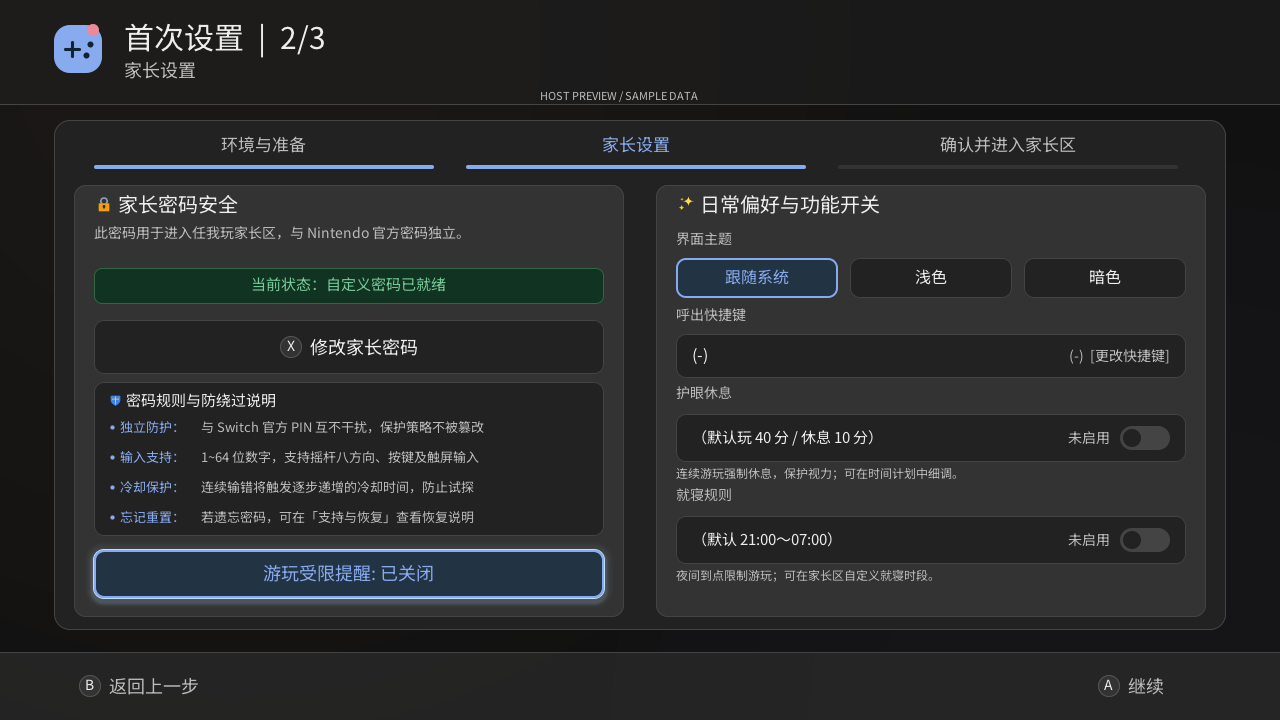 首次设置 | 2/3
家长设置
HOST PREVIEW / SAMPLE DATA
环境与准备
家长设置
确认并进入家长区
家长密码安全
此密码用于进入任我玩家长区，与 Nintendo 官方密码独立。
当前状态：自定义密码已就绪
X 修改家长密码
密码规则与防绕过说明
• 独立防护： 与 Switch 官方 PIN 互不干扰，保护策略不被篡改
• 输入支持： 1~64 位数字，支持摇杆八方向、按键及触屏输入
• 冷却保护： 连续输错将触发逐步递增的冷却时间，防止试探
• 忘记重置： 若遗忘密码，可在「支持与恢复」查看恢复说明
游玩受限提醒: 已关闭
日常偏好与功能开关
界面主题
跟随系统
浅色
暗色
呼出快捷键
(-)
(-) [更改快捷键]
护眼休息
（默认玩 40 分 / 休息 10 分）
未启用
连续游玩强制休息，保护视力；可在时间计划中细调。
就寝规则
（默认 21:00～07:00）
未启用
夜间到点限制游玩；可在家长区自定义就寝时段。
B 返回上一步
A 继续